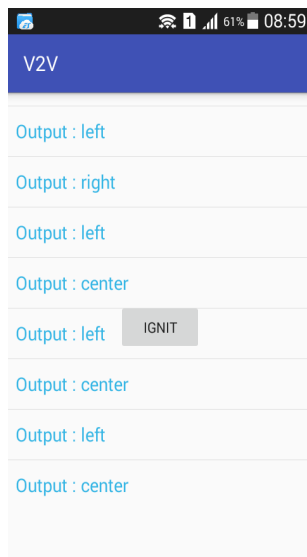 1 61% 08:59
V2V
Output : left
Output : right
Output : left
Output : center
Output : left IGNIT
Output : center
Output : left
Output : center